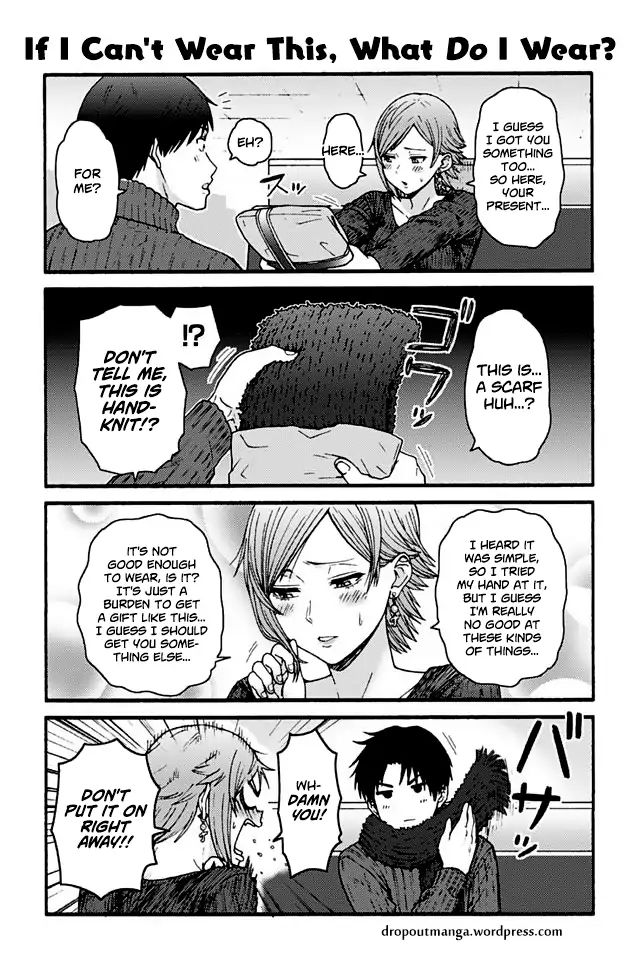 If I Can't Wear This, What Do I Wear?
I GUESS
I GOT YOU
SOMETHING
TOO...
SO HERE,
YOUR
PRESENT...
HERE...
EH?
FOR
ME?
スッ
THIS IS...
A SCARF
HUH...?
ゴソ
!?
DON'T
TELL ME,
THIS IS
HAND-
KNIT!?
I HEARD IT
WAS SIMPLE,
SO I TRIED
MY HAND AT IT,
BUT I GUESS
I'M REALLY
NO GOOD AT
THESE KINDS
OF THINGS...
IT'S NOT
GOOD ENOUGH
TO WEAR, IS IT?
IT'S JUST A
BURDEN TO GET
A GIFT LIKE THIS...
I GUESS I SHOULD
GET YOU SOME-
THING ELSE...
バサッ
WH-
DAMN
YOU!
DON'T
PUT IT ON
RIGHT
AWAY!!
dropoutmanga.wordpress.com